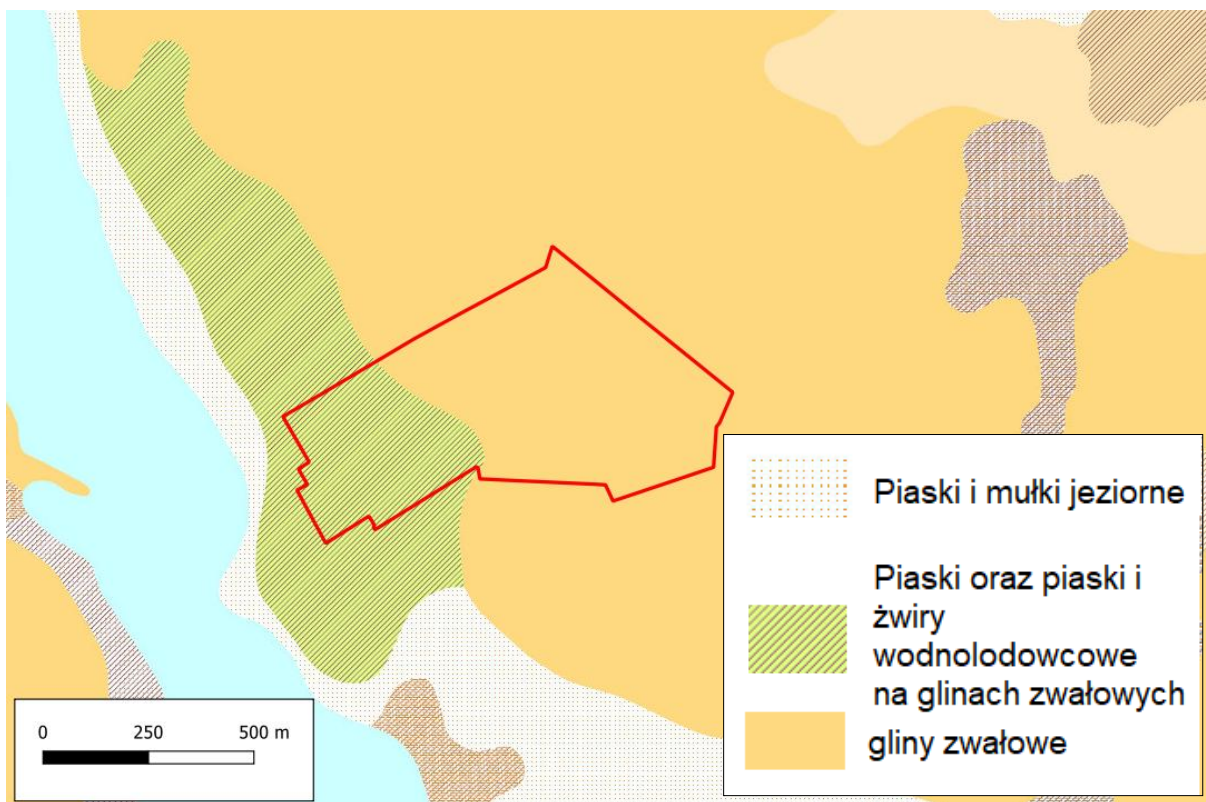 Piaski i mułki jeziorne
Piaski oraz piaski i
żwiry
wodnolodowcowe
na glinach zwałowych
gliny zwałowe
0 250 500 m